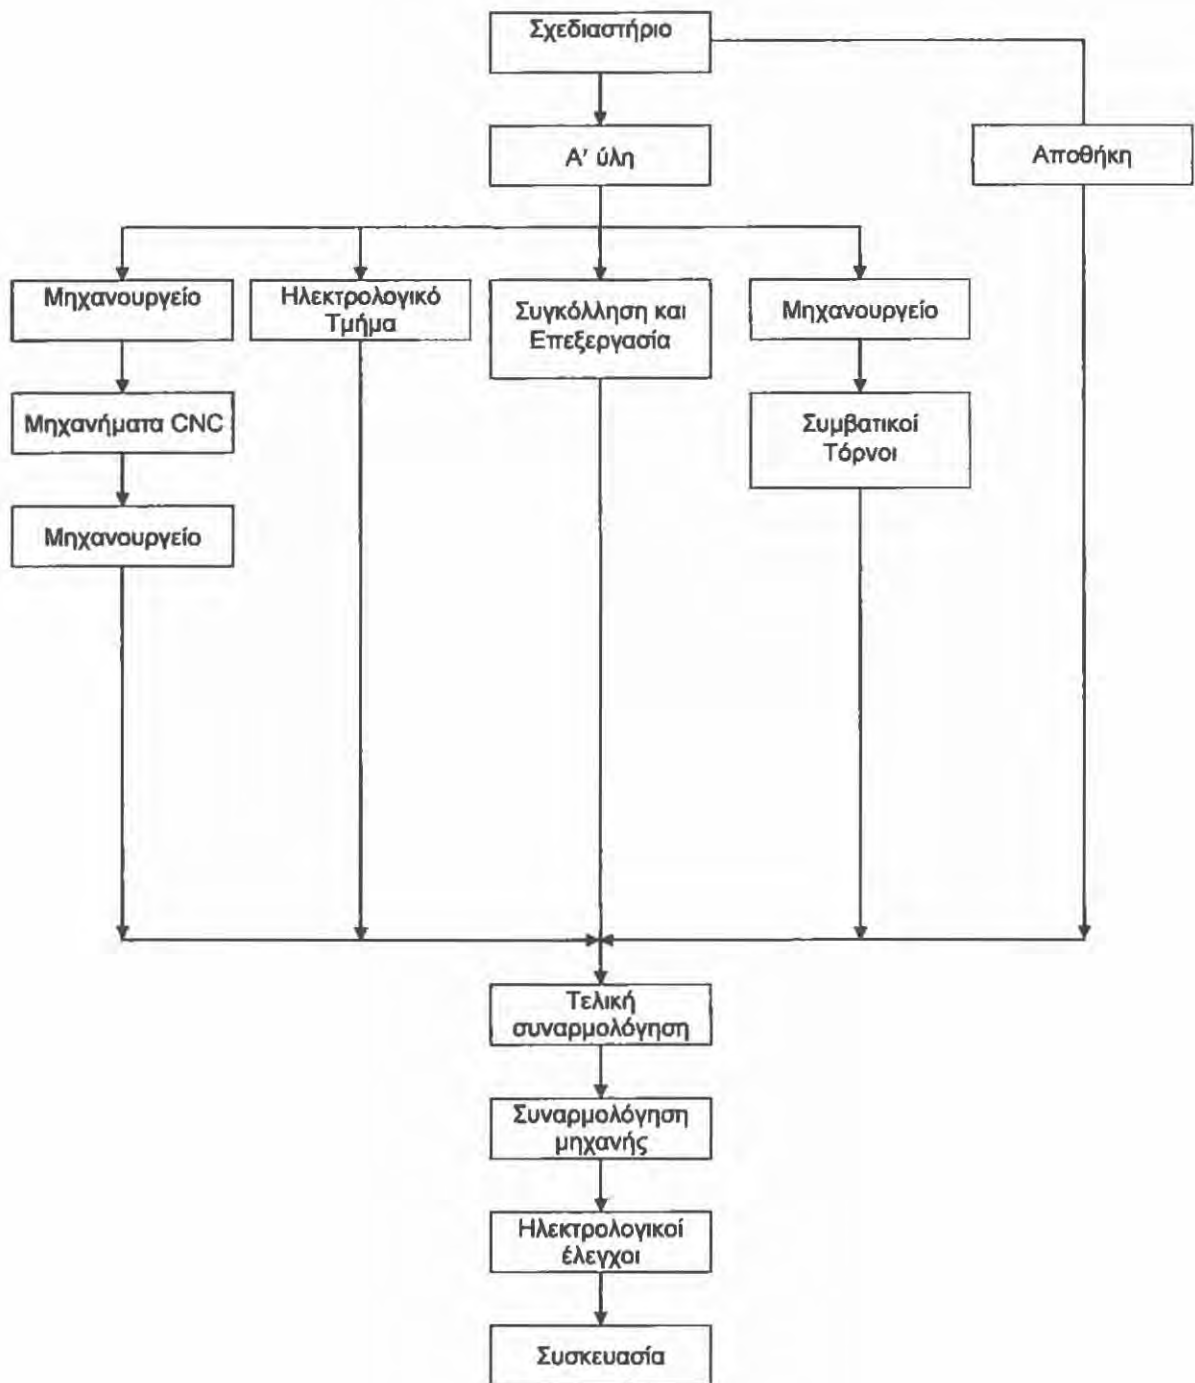 Σχεδιαστήριο
Α' ύλη
Αποθήκη
Μηχανουργείο
Ηλεκτρολογικό
Τμήμα
Συγκόλληση και
Επεξεργασία
Μηχανουργείο
Μηχανήματα CNC
Συμβατικοί
Τόρνοι
Μηχανουργείο
Τελική
συναρμολόγηση
Συναρμολόγηση
μηχανής
Ηλεκτρολογικοί
έλεγχοι
Συσκευασία